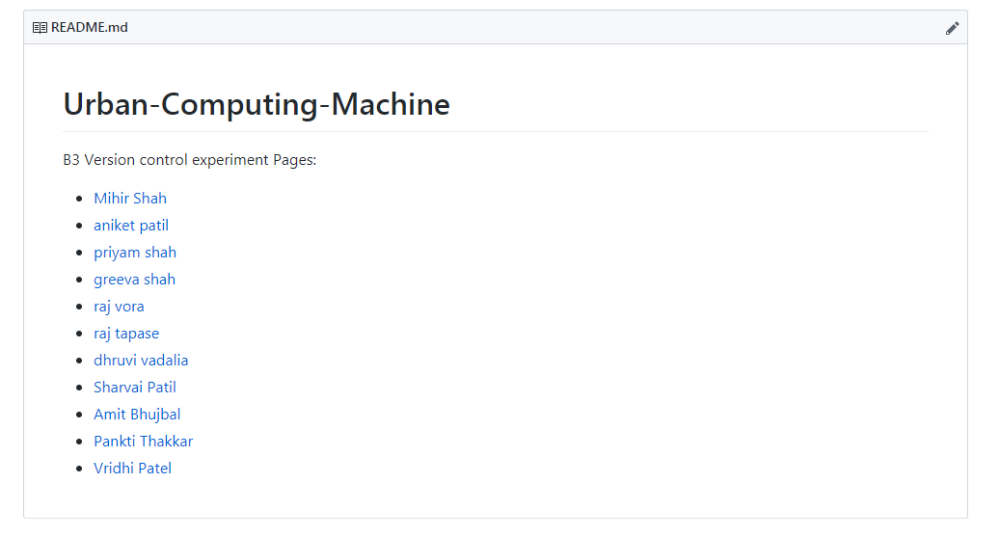 README.md
Urban-Computing-Machine
B3 Version control experiment Pages:
Mihir Shah
aniket patil
priyam shah
greeva shah
raj vora
raj tapase
dhruvi vadalia
Sharvai Patil
Amit Bhujbal
Pankti Thakkar
Vridhi Patel